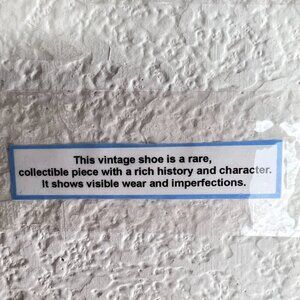 This vintage shoe is a rare,
collectible piece with a rich history and character.
It shows visible wear and imperfections.